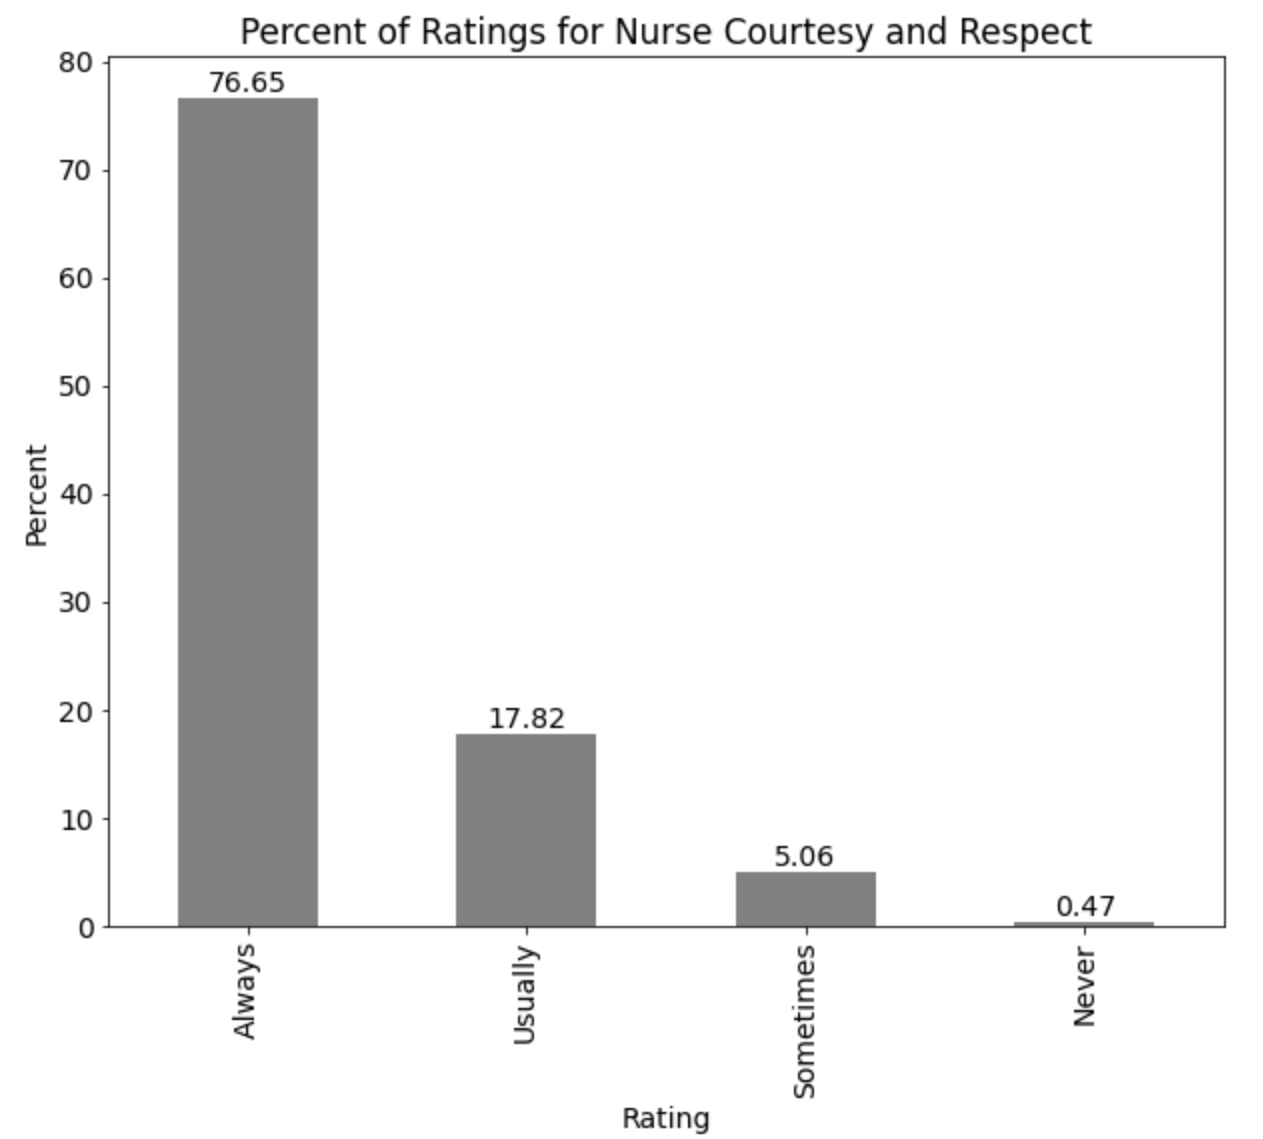 Percent of Ratings for Nurse Courtesy and Respect
80
70
60
50
40
30
20
10
0
Percent
76.65
17.82
5.06
0.47
Always
Usually
Sometimes
Never
Rating